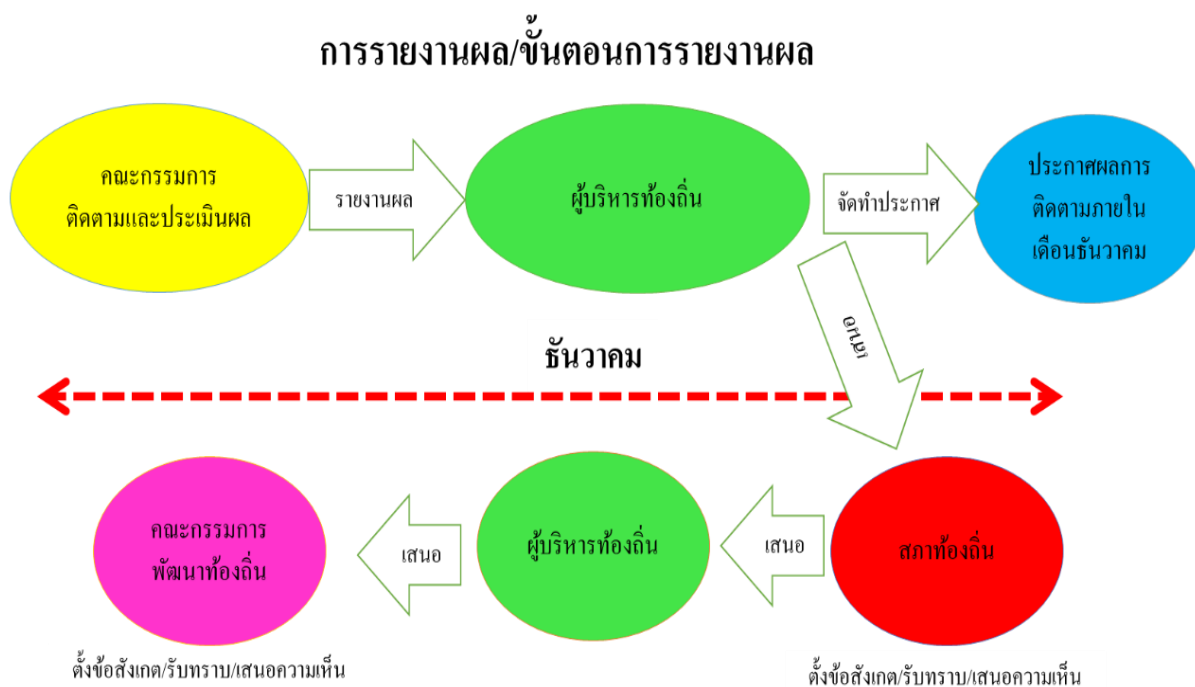 การรายงานผล/ขั้นตอนการรายงานผล
คณะกรรมการ
ติดตามและประเมินผล
รายงานผล
ผู้บริหารท้องถิ่น
จัดทำประกาศ
ประกาศผลการ
ติดตามภายใน
เดือนธันวาคม
เสนอ
ธันวาคม
คณะกรรมการ
พัฒนาท้องถิ่น
เสนอ
ผู้บริหารท้องถิ่น
เสนอ
สภาท้องถิ่น
ตั้งข้อสังเกต/รับทราบ/เสนอความเห็น
ตั้งข้อสังเกต/รับทราบ/เสนอความเห็น